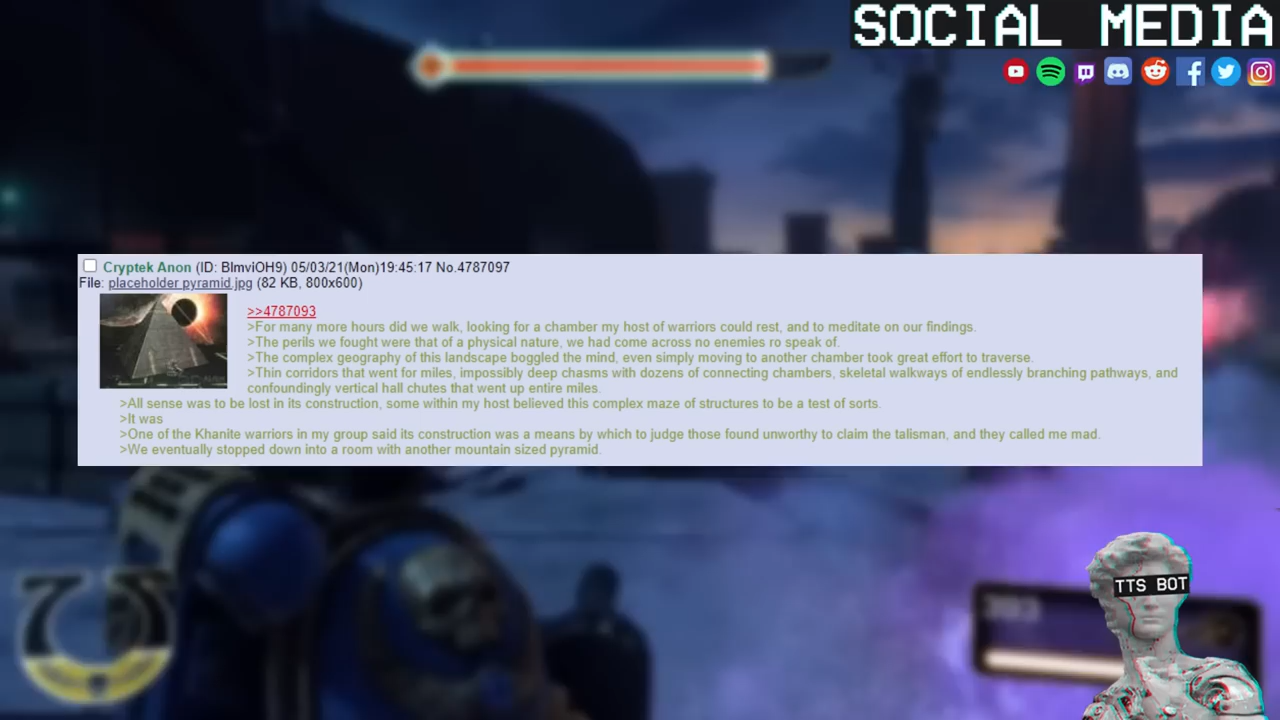 SOCIAL MEDIA
Cryptek Anon (ID: BlmviOH9) 05/03/21(Mon)19:45:17 No.4787097
File: placeholder pyramid.jpg (82 KB, 800x600)
>>4787093
>For many more hours did we walk, looking for a chamber my host of warriors could rest, and to meditate on our findings.
>The perils we fought were that of a physical nature, we had come across no enemies ro speak of.
>The complex geography of this landscape boggled the mind, even simply moving to another chamber took great effort to traverse.
>Thin corridors that went for miles, impossibly deep chasms with dozens of connecting chambers, skeletal walkways of endlessly branching pathways, and
confoundingly vertical hall chutes that went up entire miles.
>All sense was to be lost in its construction, some within my host believed this complex maze of structures to be a test of sorts.
>It was
>One of the Khanite warriors in my group said its construction was a means by which to judge those found unworthy to claim the talisman, and they called me mad.
>We eventually stopped down into a room with another mountain sized pyramid.
TTS BOT